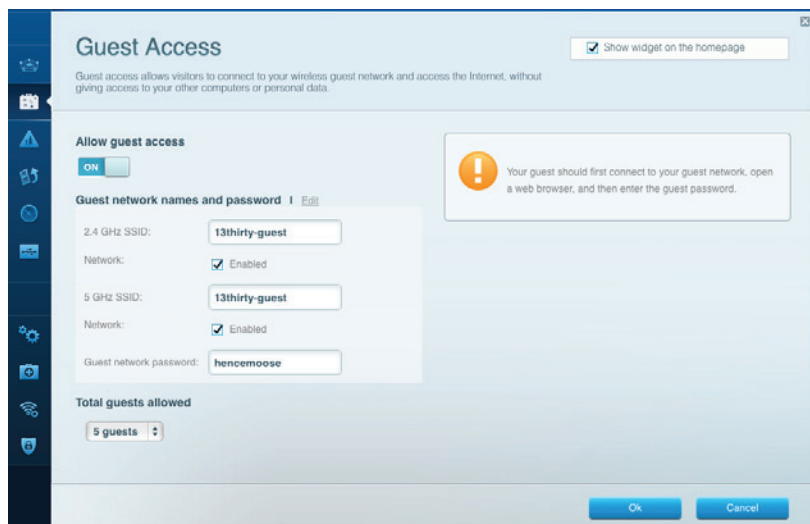 Guest Access
Show widget on the homepage
Guest access allows visitors to connect to your wireless guest network and access the Internet, without
giving access to your other computers or personal data.
Allow guest access
ON
Your guest should first connect to your guest network, open
a web browser, and then enter the guest password.
Guest network names and password | Edit
2.4 GHz SSID: 13thirty-guest
Network: Enabled
5 GHz SSID: 13thirty-guest
Network: Enabled
Guest network password: hencemoose
Total guests allowed
5 guests
Ok Cancel